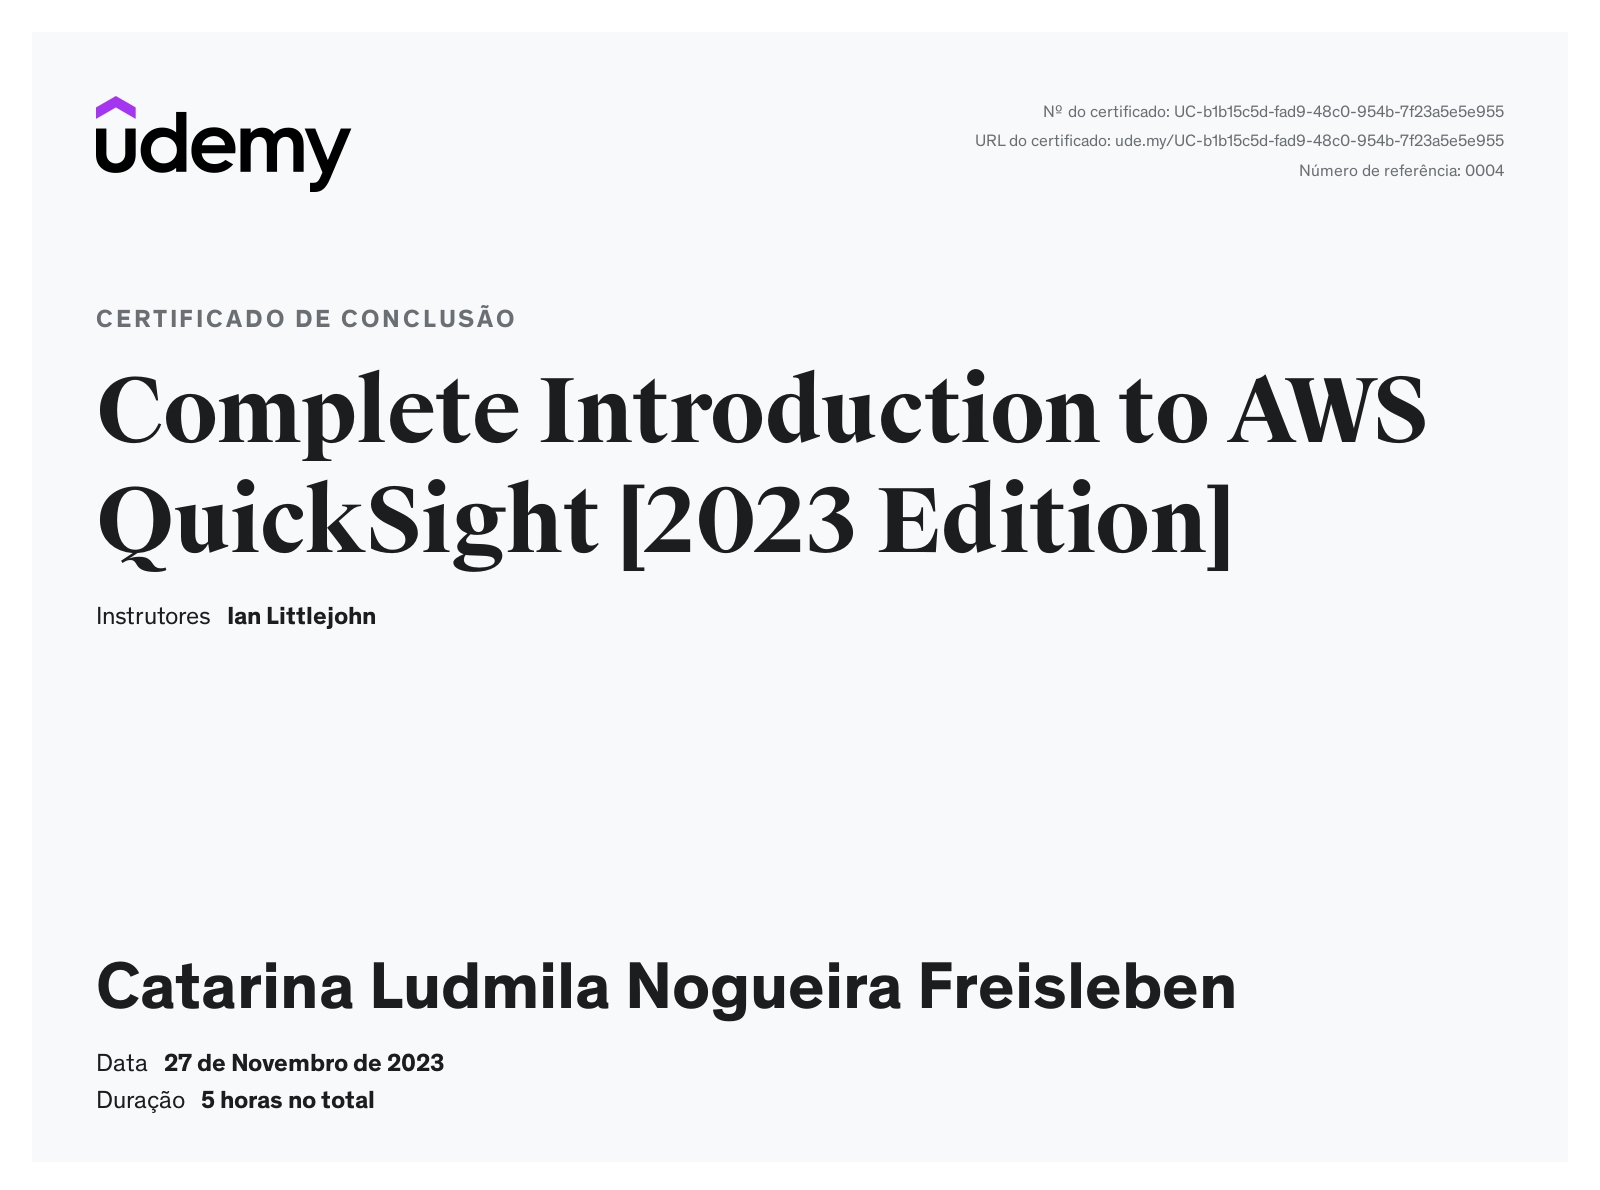 udemy
Nº do certificado: UC-b1b15c5d-fad9-48c0-954b-7f23a5e5e955
URL do certificado: ude.my/UC-b1b15c5d-fad9-48c0-954b-7f23a5e5e955
Número de referência: 0004
CERTIFICADO DE CONCLUSÃO
Complete Introduction to AWS
QuickSight [2023 Edition]
Instrutores Ian Littlejohn
Catarina Ludmila Nogueira Freisleben
Data 27 de Novembro de 2023
Duração 5 horas no total